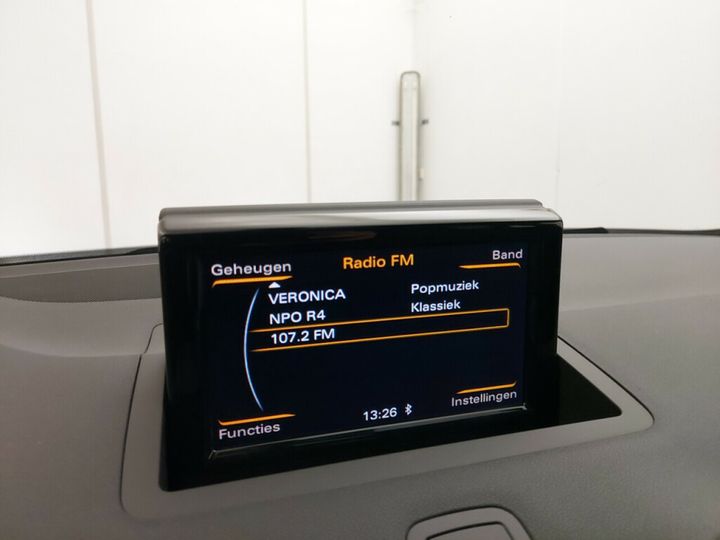 Geheugen Radio FM Band
VERONICA Popmuziek
NPO R4 Klassiek
107.2 FM
Functies 13:26 Instellingen